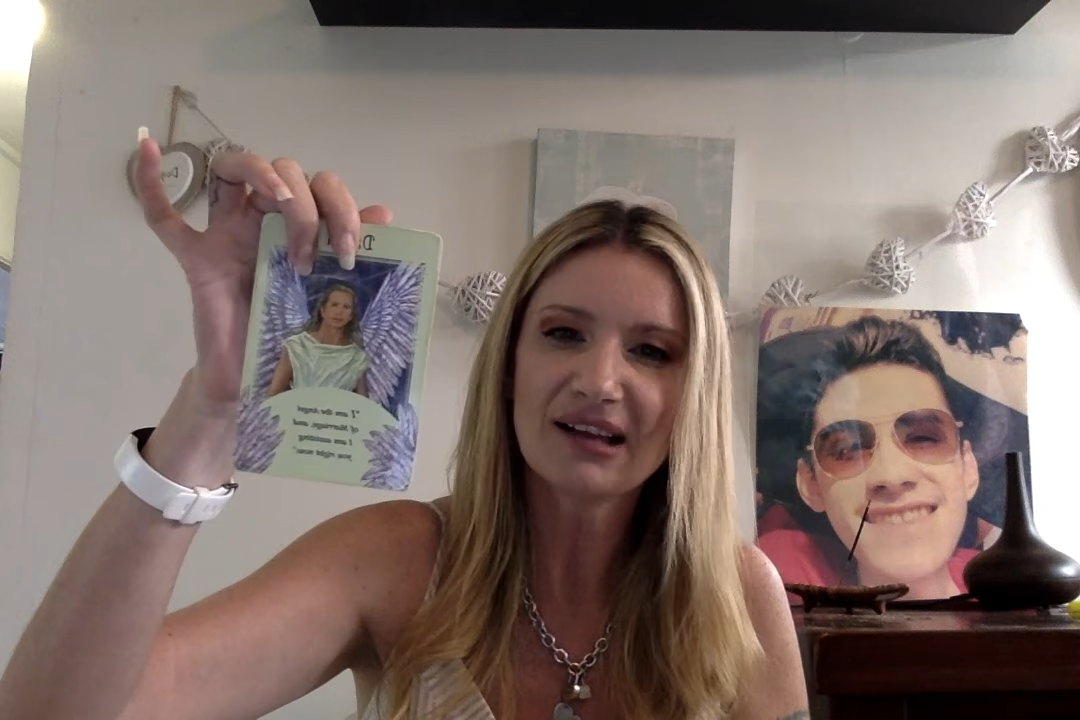 "I am the Angel
of Marriage, and
I am assisting
you right now."